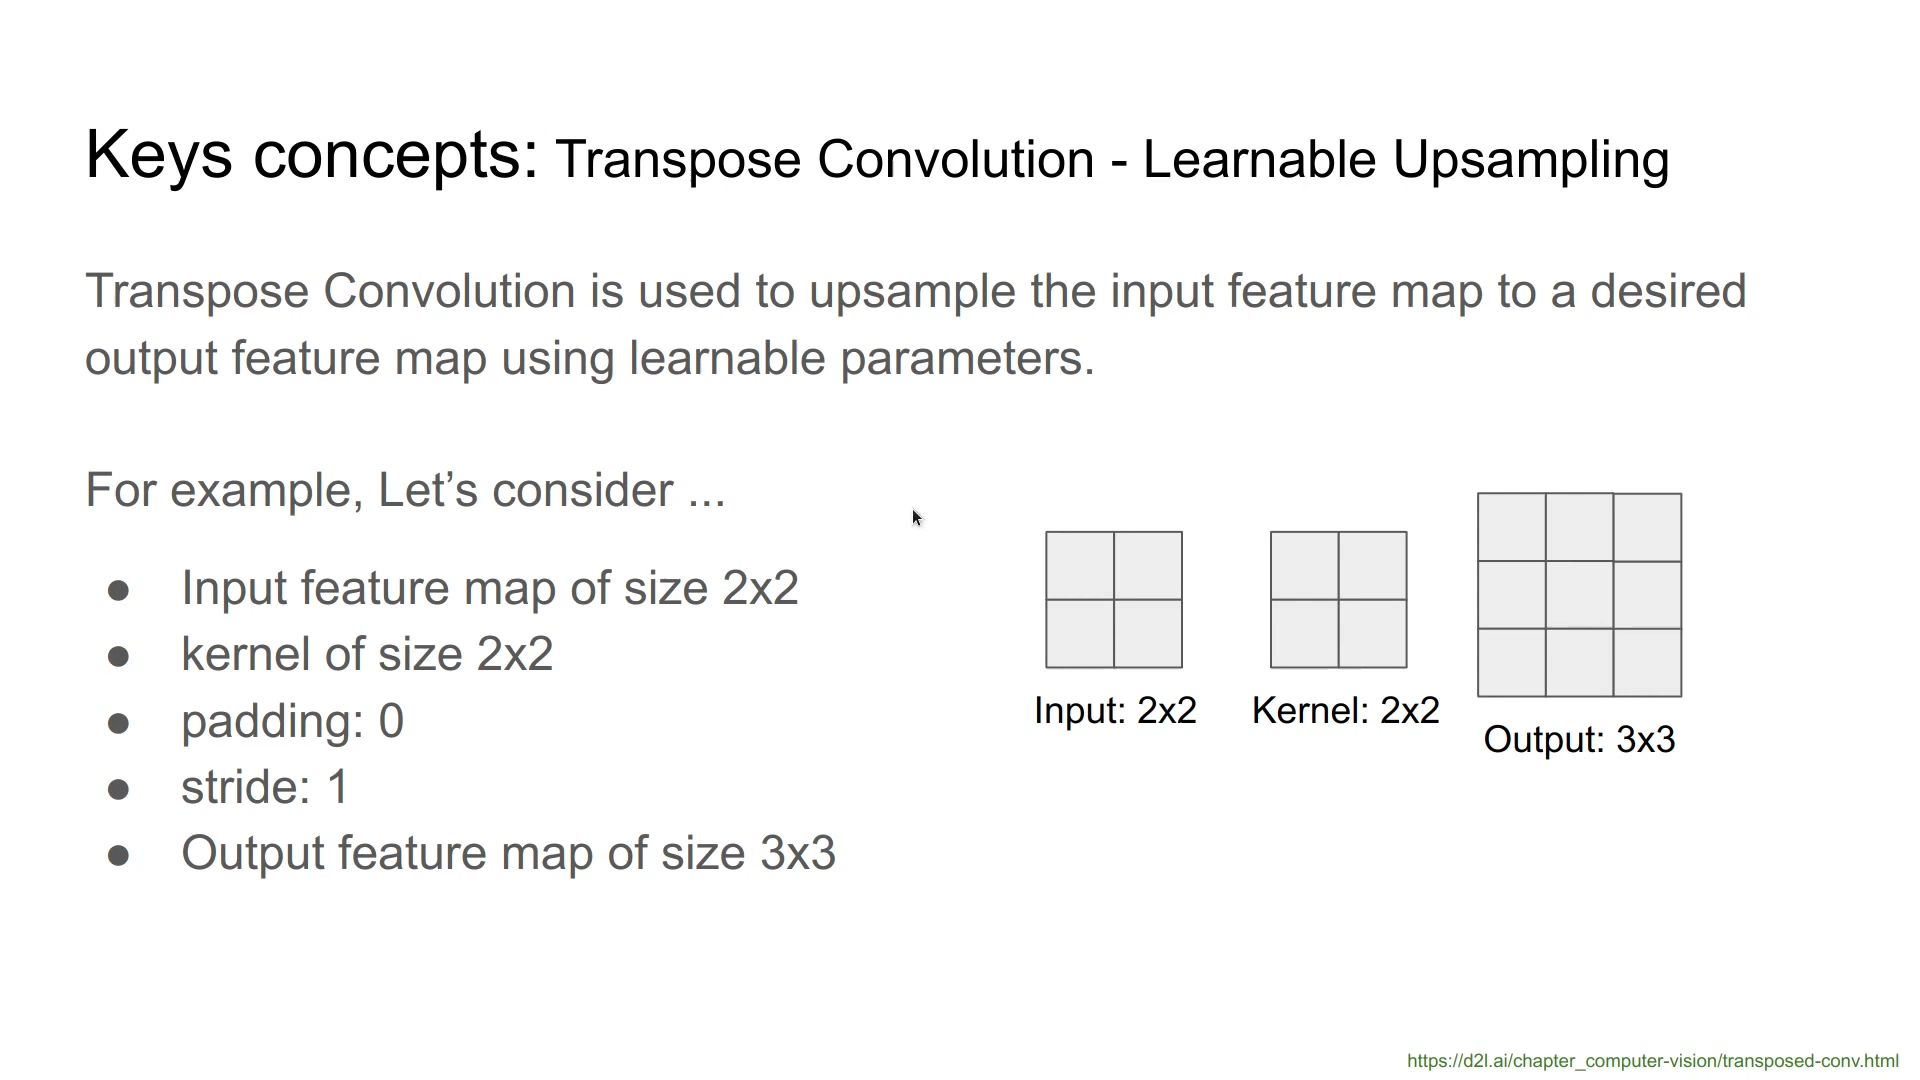 Keys concepts: Transpose Convolution - Learnable Upsampling
Transpose Convolution is used to upsample the input feature map to a desired
output feature map using learnable parameters.
For example, Let’s consider ...
● Input feature map of size 2x2
● kernel of size 2x2
● padding: 0
● stride: 1
● Output feature map of size 3x3
Input: 2x2
Kernel: 2x2
Output: 3x3
https://d2l.ai/chapter_computer-vision/transposed-conv.html